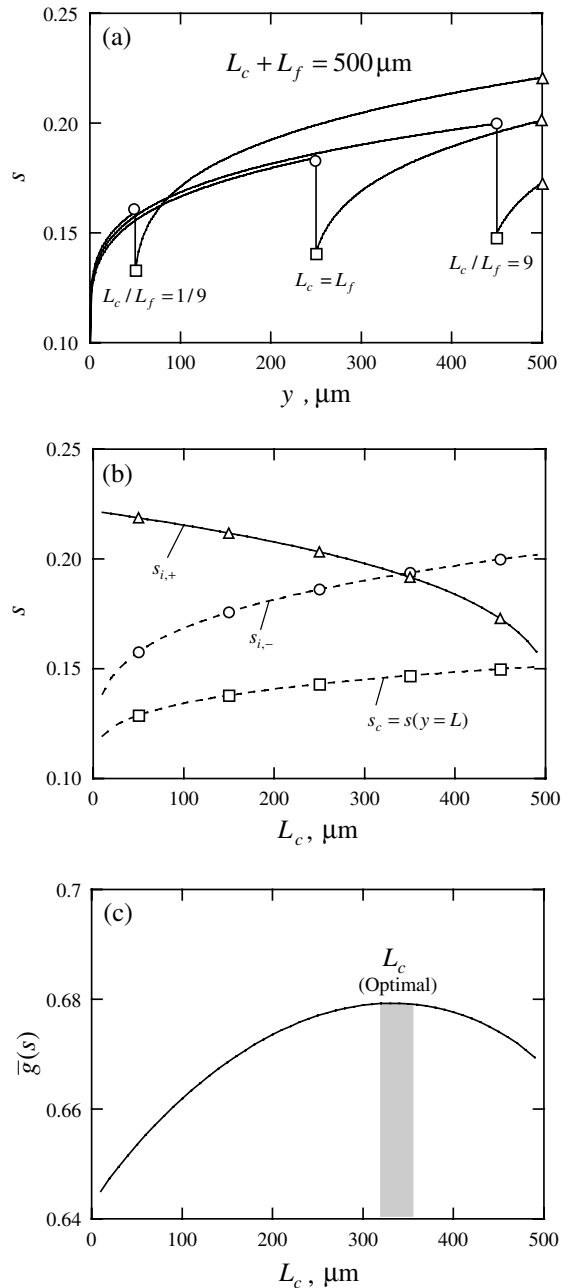 (a)
L_c + L_f = 500 μm
0.25
0.20
0.15
0.10
s
L_c / L_f = 1/9
L_c = L_f
L_c / L_f = 9
0 100 200 300 400 500
y , μm
(b)
0.25
0.20
0.15
0.10
s
s_{i,+}
s_{i,−}
s_c = s(y = L)
0 100 200 300 400 500
L_c, μm
(c)
0.7
0.68
0.66
0.64
g̅(s)
L_c
(Optimal)
0 100 200 300 400 500
L_c, μm